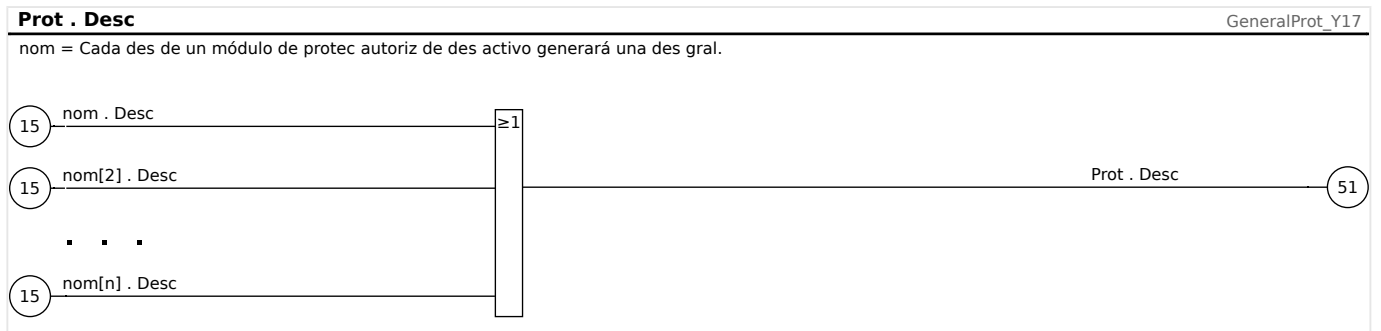 Prot . Desc
GeneralProt_Y17
nom = Cada des de un módulo de protec autoriz de des activo generará una des gral.
nom . Desc
15
≥1
nom[2] . Desc
15
Prot . Desc
51
. . .
nom[n] . Desc
15